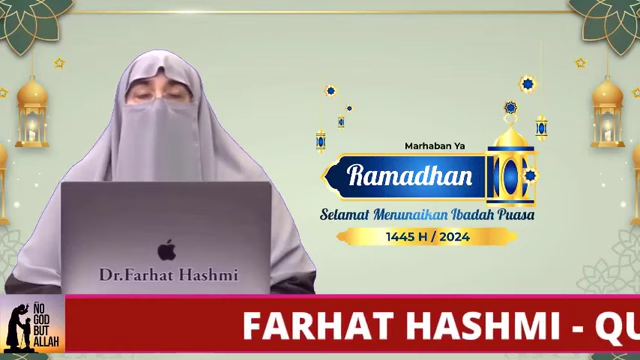 Marhaban Ya
Ramadhan
Selamat Menunaikan Ibadah Puasa
1445 H / 2024
Dr.Farhat Hashmi
NO
GOD
BUT
ALLAH
FARHAT HASHMI - QU